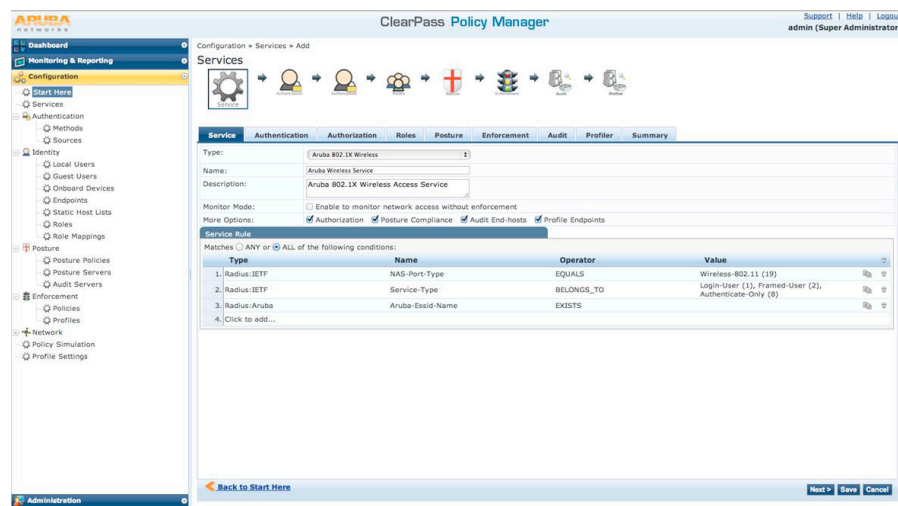 ARUBA
networks
ClearPass Policy Manager
Support | Help | Logou
admin (Super Administrator
Dashboard
Monitoring & Reporting
Configuration
Start Here
Services
Authentication
Methods
Sources
Identity
Local Users
Guest Users
Onboard Devices
Endpoints
Static Host Lists
Roles
Role Mappings
Posture
Posture Policies
Posture Servers
Audit Servers
Enforcement
Policies
Profiles
Network
Policy Simulation
Profile Settings
Administration
Configuration » Services » Add
Services
Service Authentication Authorization Roles Posture Enforcement Audit Profiler
Service Authentication Authorization Roles Posture Enforcement Audit Profiler Summary
Type: Aruba 802.1X Wireless
Name: Aruba Wireless Service
Description: Aruba 802.1X Wireless Access Service
Monitor Mode: Enable to monitor network access without enforcement
More Options: Authorization Posture Compliance Audit End-hosts Profile Endpoints
Service Rule
Matches ANY or ALL of the following conditions:
Type Name Operator Value
1. Radius:IETF NAS-Port-Type EQUALS Wireless-802.11 (19)
2. Radius:IETF Service-Type BELONGS_TO Login-User (1), Framed-User (2),
Authenticate-Only (8)
3. Radius:Aruba Aruba-Essid-Name EXISTS
4. Click to add...
Back to Start Here
Next > Save Cancel